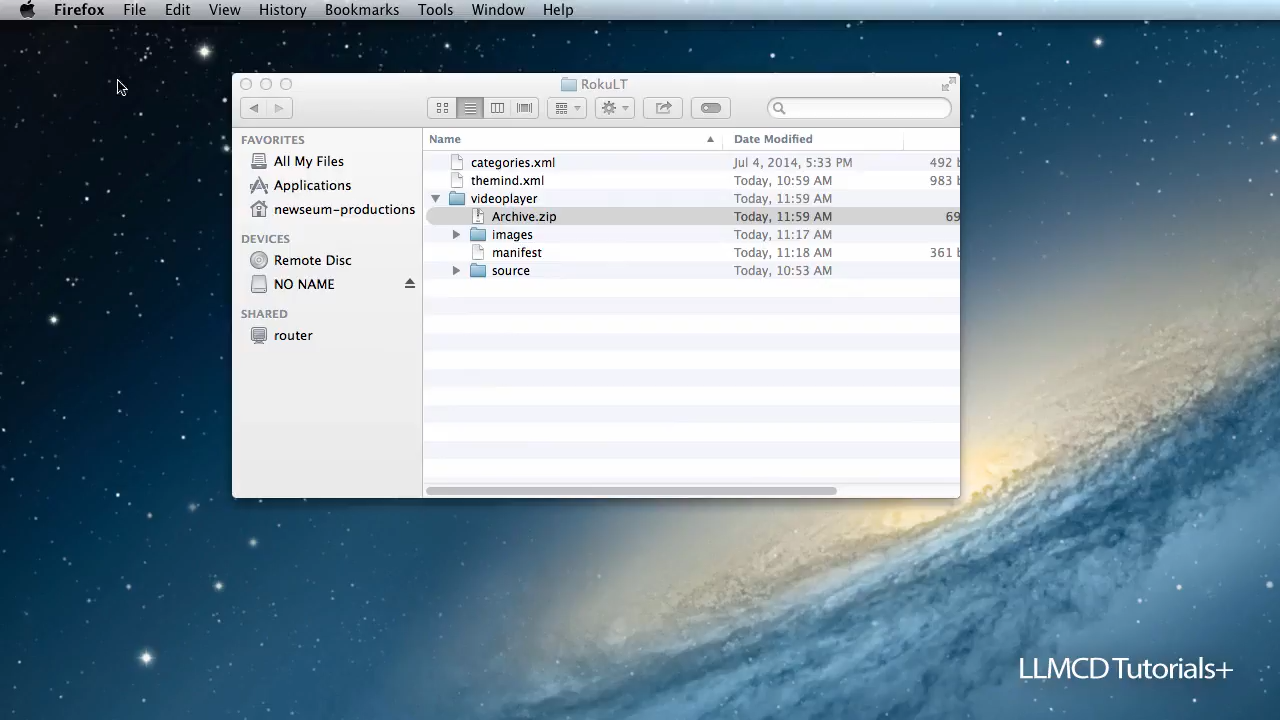 Firefox File Edit View History Bookmarks Tools Window Help
RokuLT
FAVORITES
All My Files
Applications
newseum-productions
DEVICES
Remote Disc
NO NAME
SHARED
router
Name Date Modified
categories.xml Jul 4, 2014, 5:33 PM 492 b
themind.xml Today, 10:59 AM 983 b
videoplayer Today, 11:59 AM
Archive.zip Today, 11:59 AM 69
images Today, 11:17 AM
manifest Today, 11:18 AM 361 b
source Today, 10:53 AM
LLMCD Tutorials+